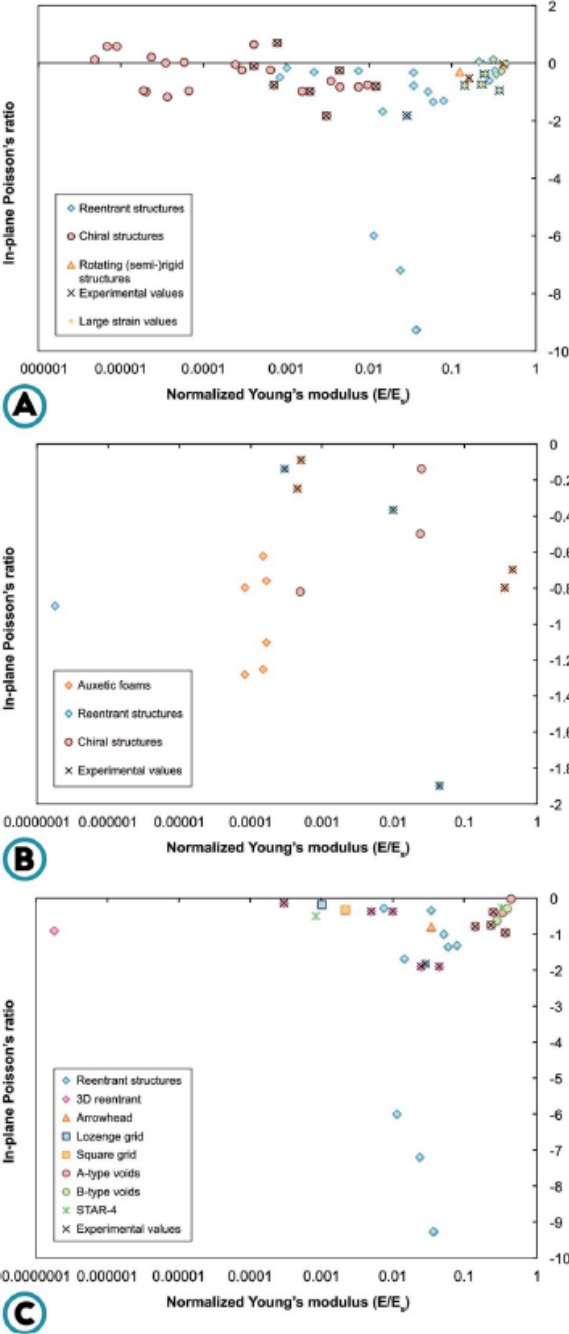 2
0
-2
-4
-6
-8
-10
In-plane Poisson's ratio
Reentrant structures
Chiral structures
Rotating (semi-)rigid
structures
Experimental values
Large strain values
000001 0.00001 0.0001 0.001 0.01 0.1 1
Normalized Young's modulus (E/Es)
A
0
-0.2
-0.4
-0.6
-0.8
-1
-1.2
-1.4
-1.6
-1.8
-2
In-plane Poisson's ratio
Auxetic foams
Reentrant structures
Chiral structures
Experimental values
0.0000001 0.000001 0.00001 0.0001 0.001 0.01 0.1 1
Normalized Young's modulus (E/Es)
B
0
-1
-2
-3
-4
-5
-6
-7
-8
-9
-10
In-plane Poisson's ratio
Reentrant structures
3D reentrant
Arrowhead
Lozenge grid
Square grid
A-type voids
B-type voids
STAR-4
Experimental values
0.0000001 0.000001 0.00001 0.0001 0.001 0.01 0.1 1
Normalized Young's modulus (E/Es)
C